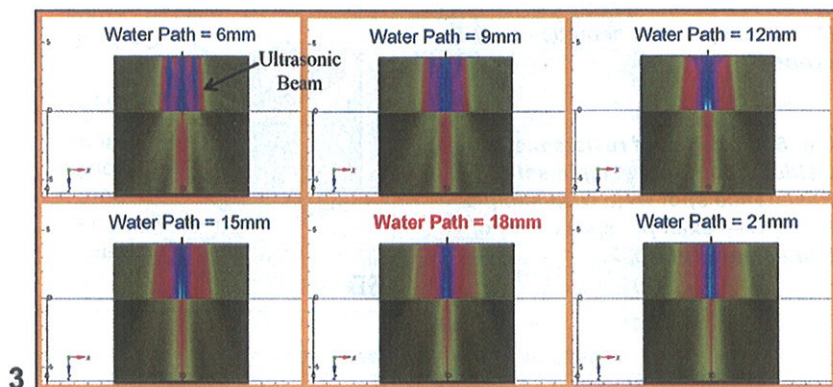 Water Path = 6mm
Water Path = 9mm
Water Path = 12mm
Ultrasonic
Beam
Water Path = 15mm
Water Path = 18mm
Water Path = 21mm
3